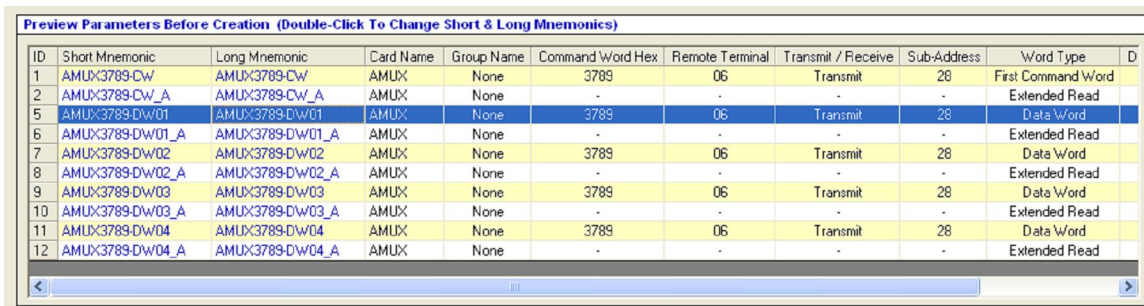 Preview Parameters Before Creation (Double-Click To Change Short & Long Mnemonics)
ID Short Mnemonic Long Mnemonic Card Name Group Name Command Word Hex Remote Terminal Transmit / Receive Sub-Address Word Type D
1 AMUX3789-CW AMUX3789-CW AMUX None 3789 06 Transmit 28 First Command Word
2 AMUX3789-CW_A AMUX3789-CW_A AMUX None - - - - Extended Read
5 AMUX3789-DW01 AMUX3789-DW01 AMUX None 3789 06 Transmit 28 Data Word
6 AMUX3789-DW01_A AMUX3789-DW01_A AMUX None - - - - Extended Read
7 AMUX3789-DW02 AMUX3789-DW02 AMUX None 3789 06 Transmit 28 Data Word
8 AMUX3789-DW02_A AMUX3789-DW02_A AMUX None - - - - Extended Read
9 AMUX3789-DW03 AMUX3789-DW03 AMUX None 3789 06 Transmit 28 Data Word
10 AMUX3789-DW03_A AMUX3789-DW03_A AMUX None - - - - Extended Read
11 AMUX3789-DW04 AMUX3789-DW04 AMUX None 3789 06 Transmit 28 Data Word
12 AMUX3789-DW04_A AMUX3789-DW04_A AMUX None - - - - Extended Read